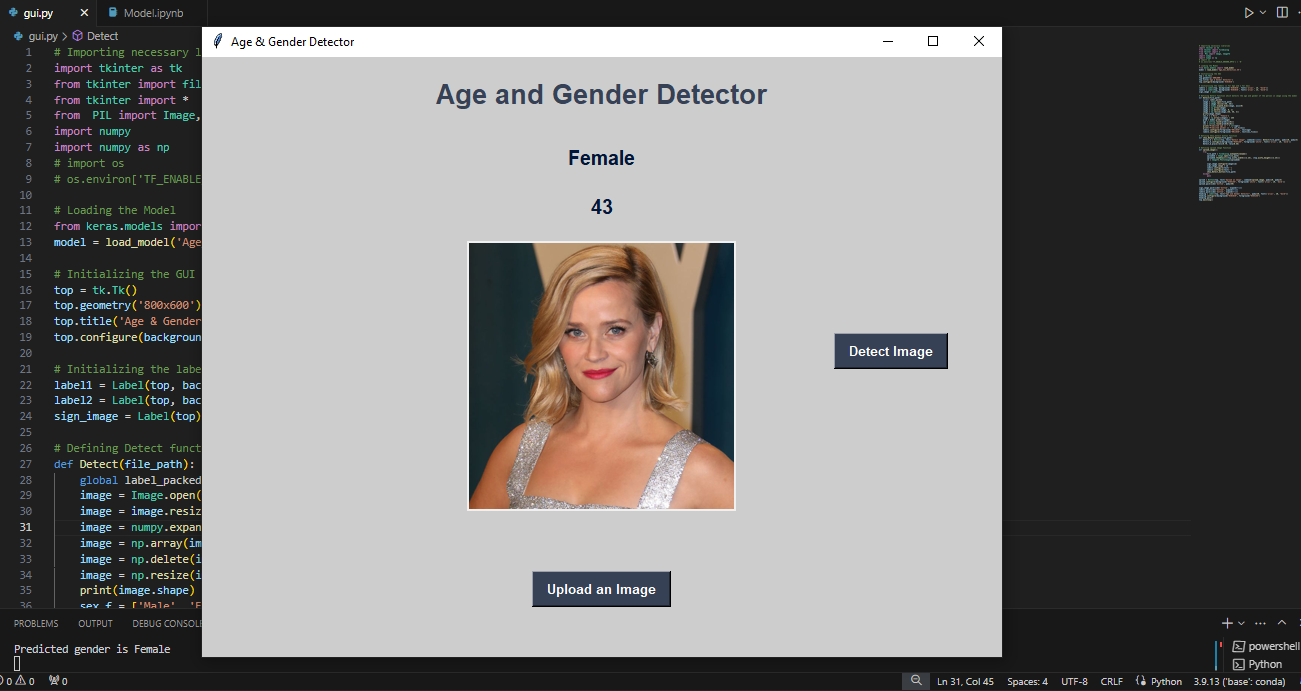 gui.py
Model.ipynb
gui.py > Detect
Age & Gender Detector
1 # Importing necessary l
2 import tkinter as tk
3 from tkinter import fil
4 from tkinter import *
5 from PIL import Image,
6 import numpy
7 import numpy as np
8 # import os
9 # os.environ['TF_ENABLE
10
11 # Loading the Model
12 from keras.models impor
13 model = load_model('Age
14
15 # Initializing the GUI
16 top = tk.Tk()
17 top.geometry('800x600')
18 top.title('Age & Gender
19 top.configure(backgroun
20
21 # Initializing the labe
22 label1 = Label(top, bac
23 label2 = Label(top, bac
24 sign_image = Label(top)
25
26 # Defining Detect funct
27 def Detect(file_path):
28 global label_packed
29 image = Image.open(
30 image = image.resiz
31 image = numpy.expan
32 image = np.array(im
33 image = np.delete(i
34 image = np.resize(i
35 print(image.shape)
36 sex_f = ['Male', 'F
Age and Gender Detector
Female
43
Detect Image
Upload an Image
PROBLEMS OUTPUT DEBUG CONSOLE
Predicted gender is Female
powershell
Python
0 0 0
Ln 31, Col 45 Spaces: 4 UTF-8 CRLF Python 3.9.13 ('base': conda)